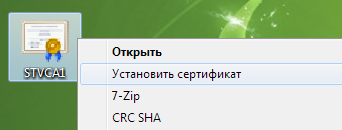 STVCA1
Открыть
Установить сертификат
7-Zip
CRC SHA